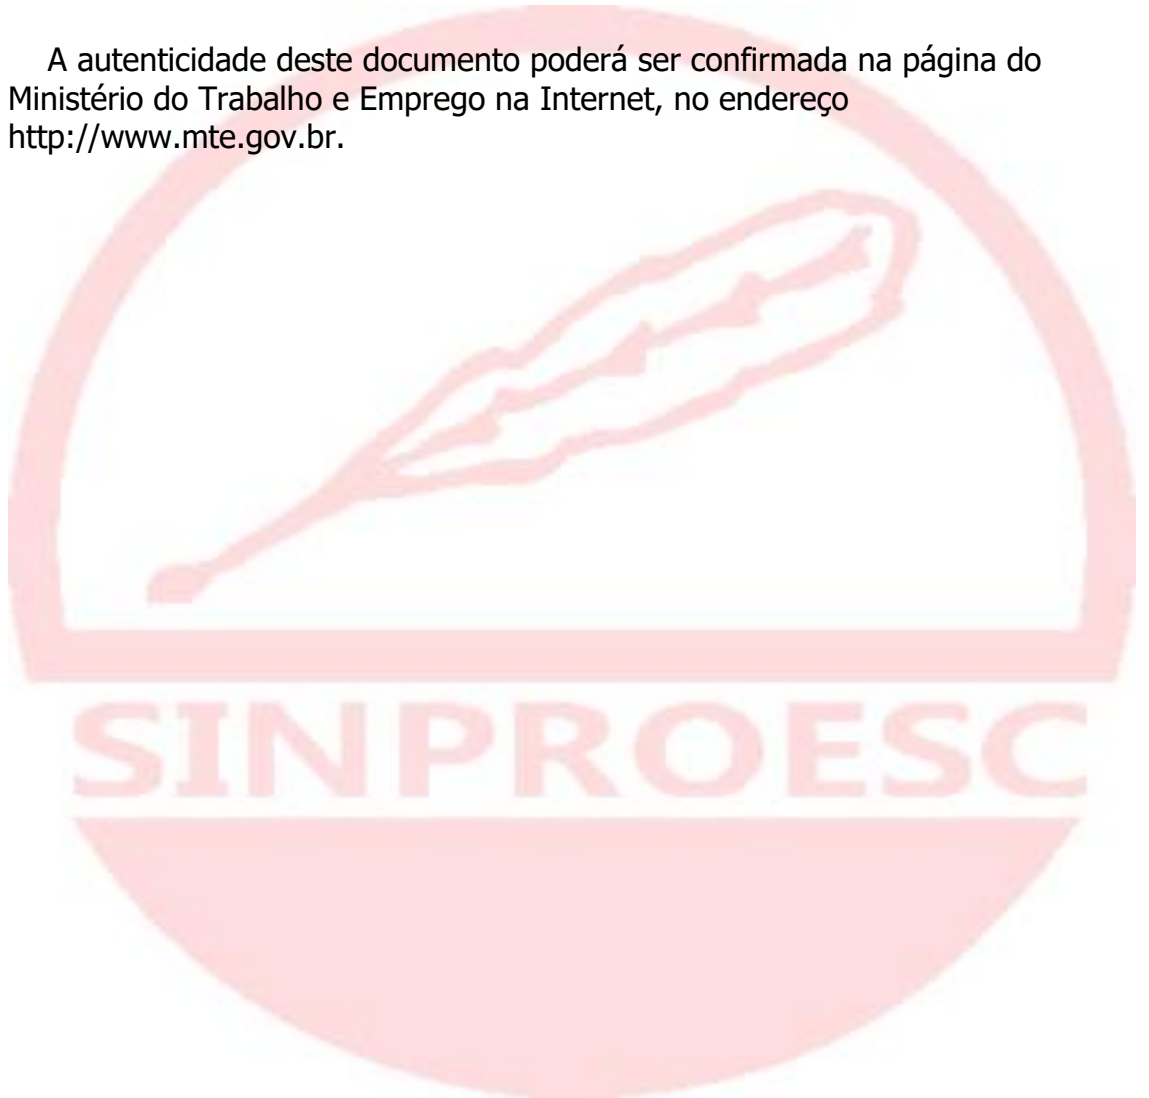 A autenticidade deste documento poderá ser confirmada na página do
Ministério do Trabalho e Emprego na Internet, no endereço
http://www.mte.gov.br.
SINPROESC